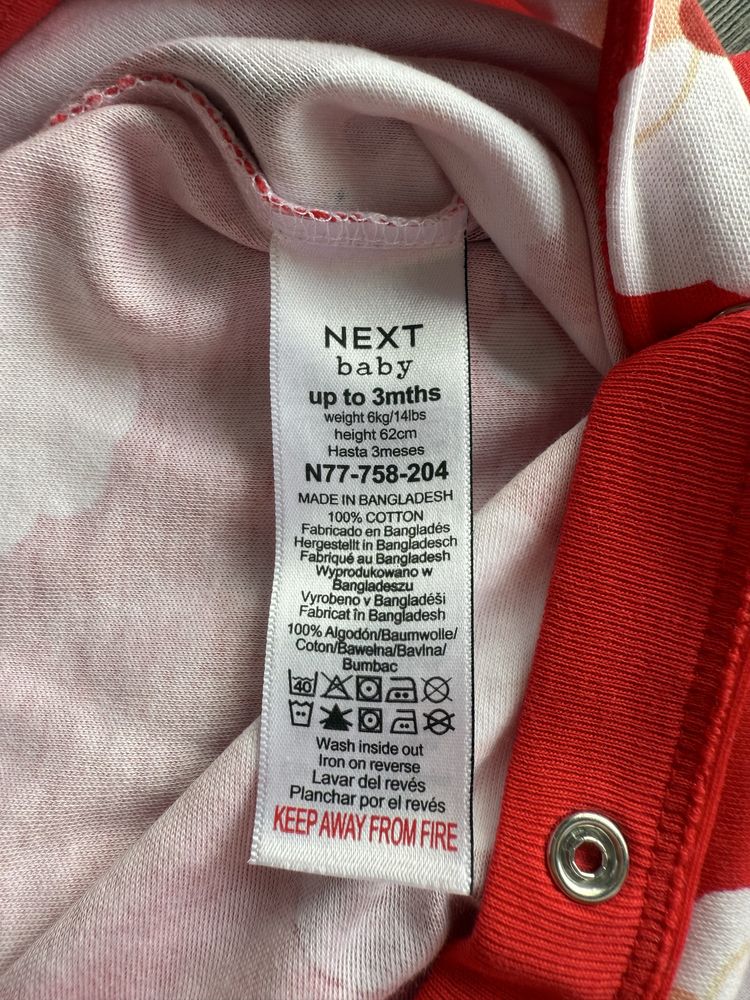 NEXT
baby
up to 3mths
weight 6kg/14lbs
height 62cm
Hasta 3meses
N77-758-204
MADE IN BANGLADESH
100% COTTON
Fabricado en Bangladés
Hergestellt in Bangladesch
Fabriqué au Bangladesh
Wyprodukowano w
Bangladeszu
Vyrobeno v Bangladéši
Fabricat în Bangladesh
100% Algodón/Baumwolle/
Coton/Bawełna/Bavlna/
Bumbac
40
Wash inside out
Iron on reverse
Lavar del revés
Planchar por el revés
KEEP AWAY FROM FIRE